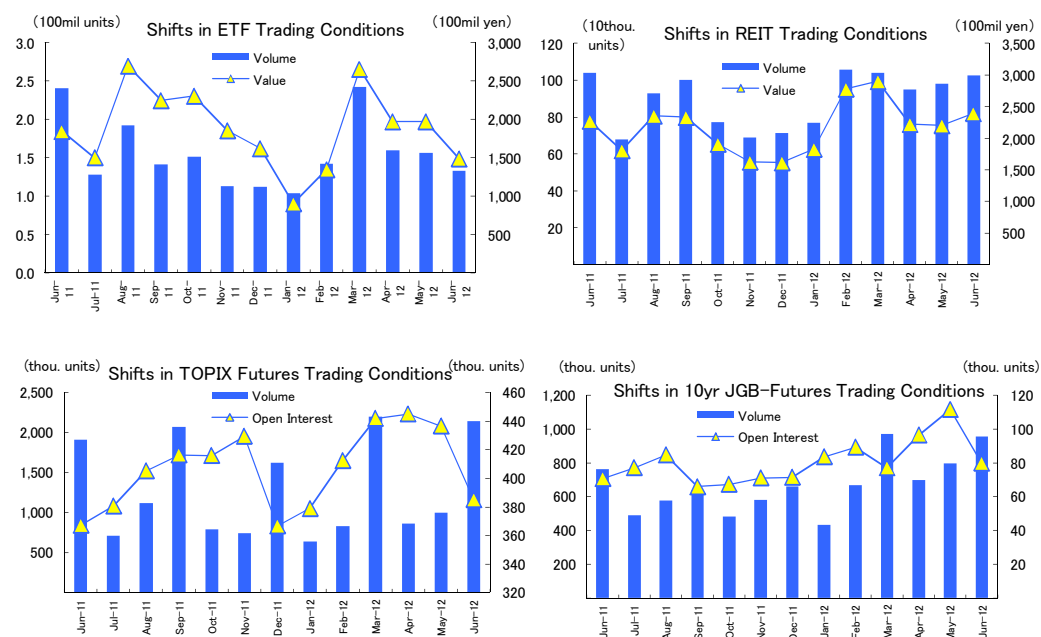 (100mil units)
Shifts in ETF Trading Conditions
(100mil yen)
Volume
Value
3.0
2.5
2.0
1.5
1.0
0.5
0.0
3,000
2,500
2,000
1,500
1,000
500
Jun-11
Jul-11
Aug-11
Sep-11
Oct-11
Nov-11
Dec-11
Jan-12
Feb-12
Mar-12
Apr-12
May-12
Jun-12
(10thou. units)
Shifts in REIT Trading Conditions
(100mil yen)
Volume
Value
120
100
80
60
40
20
3,500
3,000
2,500
2,000
1,500
1,000
500
Jun-11
Jul-11
Aug-11
Sep-11
Oct-11
Nov-11
Dec-11
Jan-12
Feb-12
Mar-12
Apr-12
May-12
Jun-12
(thou. units)
Shifts in TOPIX Futures Trading Conditions
(thou. units)
Volume
Open Interest
2,500
2,000
1,500
1,000
500
460
440
420
400
380
360
340
320
Jun-11
Jul-11
Aug-11
Sep-11
Oct-11
Nov-11
Dec-11
Jan-12
Feb-12
Mar-12
Apr-12
May-12
Jun-12
(thou. units)
(thou. units)
Shifts in 10yr JGB-Futures Trading Conditions
Volume
Open Interest
1,200
1,000
800
600
400
200
120
100
80
60
40
20
Jun-11
Jul-11
Aug-11
Sep-11
Oct-11
Nov-11
Dec-11
Jan-12
Feb-12
Mar-12
Apr-12
May-12
Jun-12